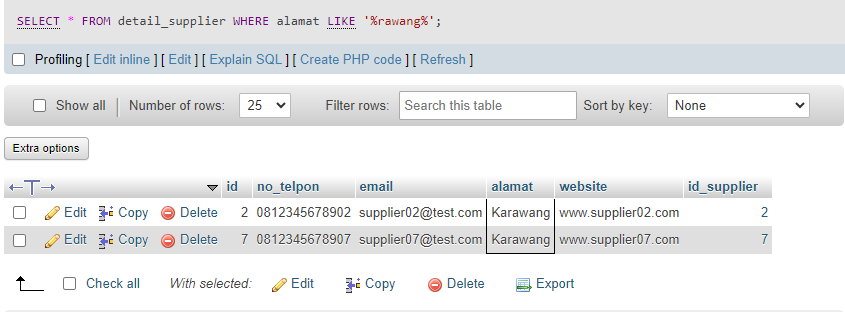 SELECT * FROM detail_supplier WHERE alamat LIKE '%rawang%';
Profiling [ Edit inline ] [ Edit ] [ Explain SQL ] [ Create PHP code ] [ Refresh ]
Show all Number of rows: 25 Filter rows: Search this table Sort by key: None
Extra options
id no_telpon email alamat website id_supplier
Edit Copy Delete 2 0812345678902 supplier02@test.com Karawang www.supplier02.com 2
Edit Copy Delete 7 0812345678907 supplier07@test.com Karawang www.supplier07.com 7
Check all With selected: Edit Copy Delete Export